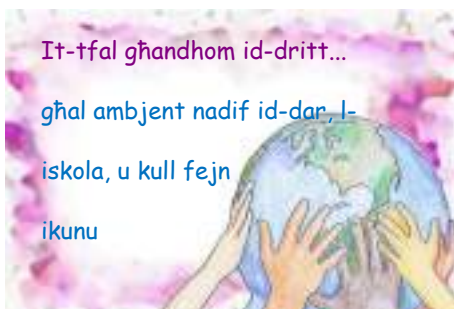 It-tfal għandhom id-dritt...
għal ambjent nadif id-dar, l-
iskola, u kull fejn
ikunu